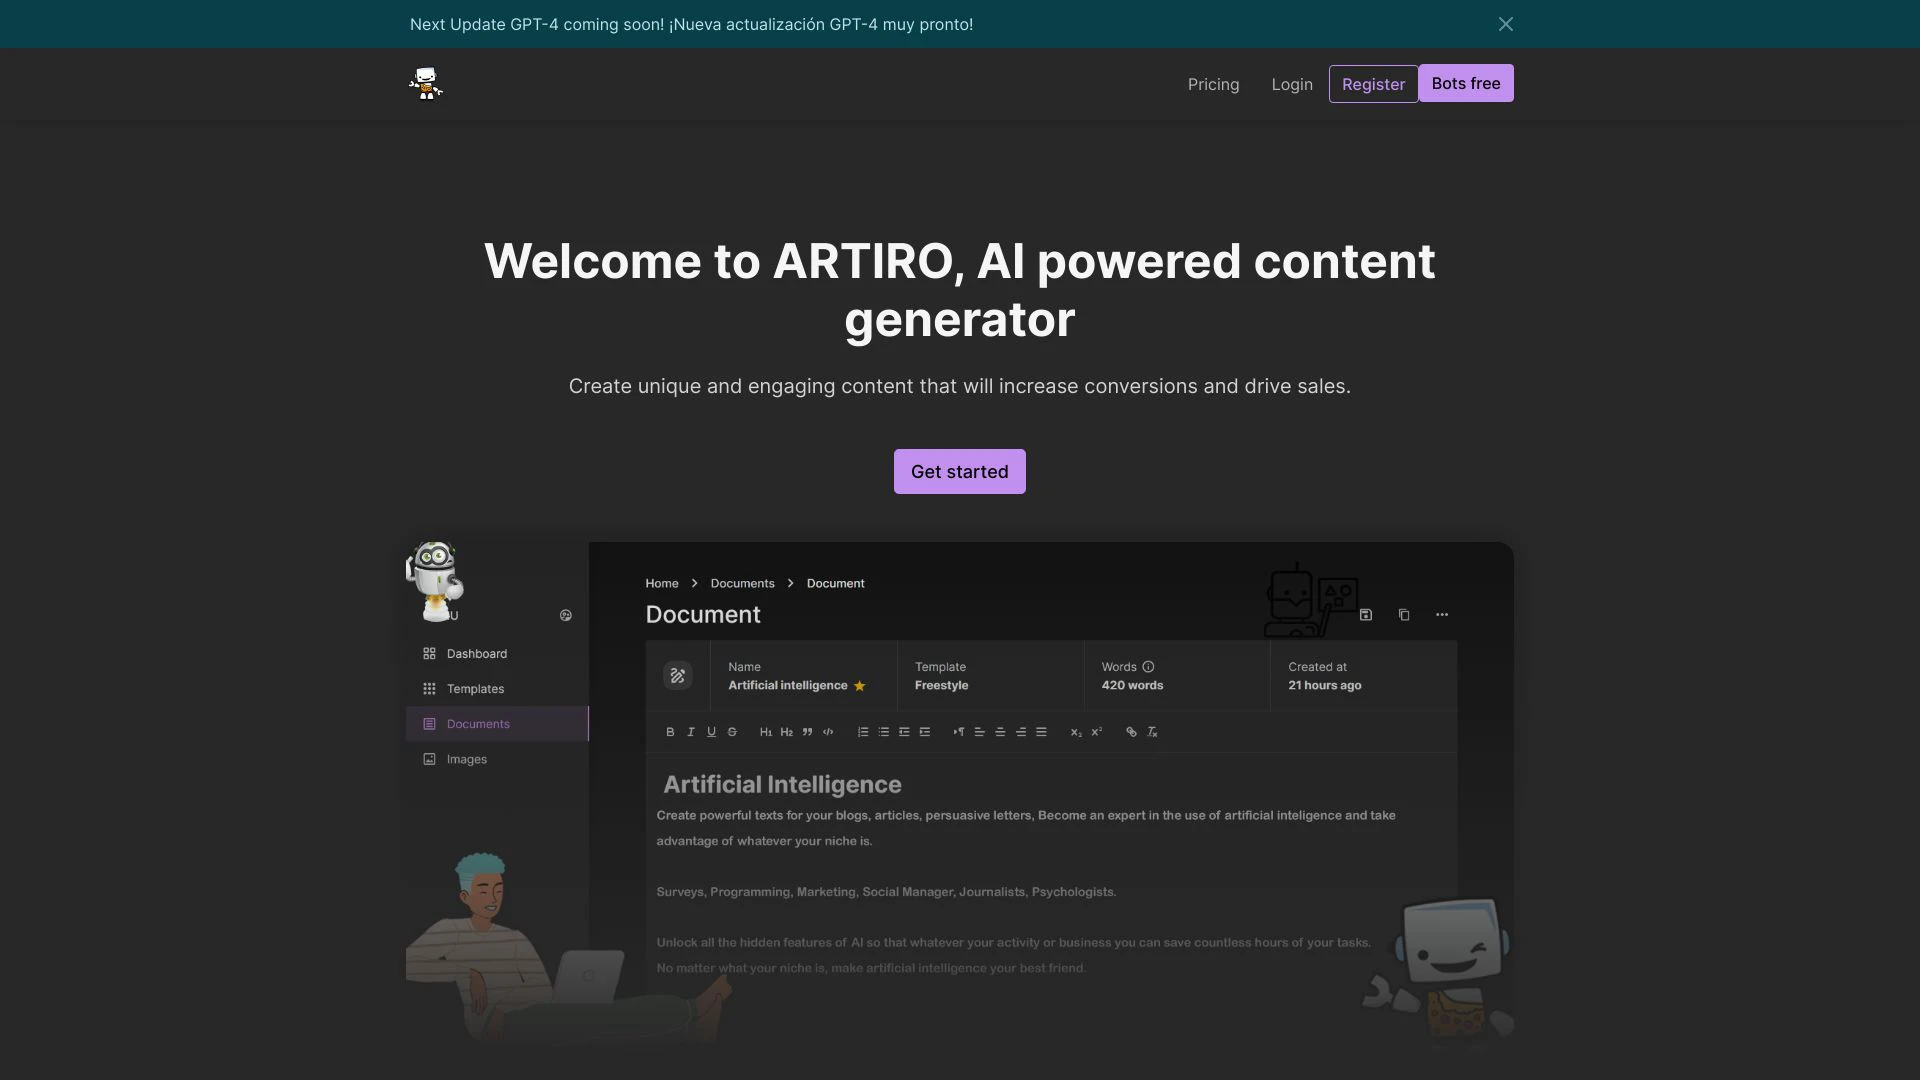 Next Update GPT-4 coming soon! ¡Nueva actualización GPT-4 muy pronto!
Pricing Login Register Bots free
Welcome to ARTIRO, AI powered content
generator
Create unique and engaging content that will increase conversions and drive sales.
Get started
U
Dashboard
Templates
Documents
Images
Home > Documents > Document
Document
Name
Artificial intelligence
Template
Freestyle
Words
420 words
Created at
21 hours ago
B I U S H1 H2
Artificial Intelligence
Create powerful texts for your blogs, articles, persuasive letters, Become an expert in the use of artificial inteligence and take
advantage of whatever your niche is.
Surveys, Programming, Marketing, Social Manager, Journalists, Psychologists.
Unlock all the hidden features of AI so that whatever your activity or business you can save countless hours of your tasks.
No matter what your niche is, make artificial intelligence your best friend.